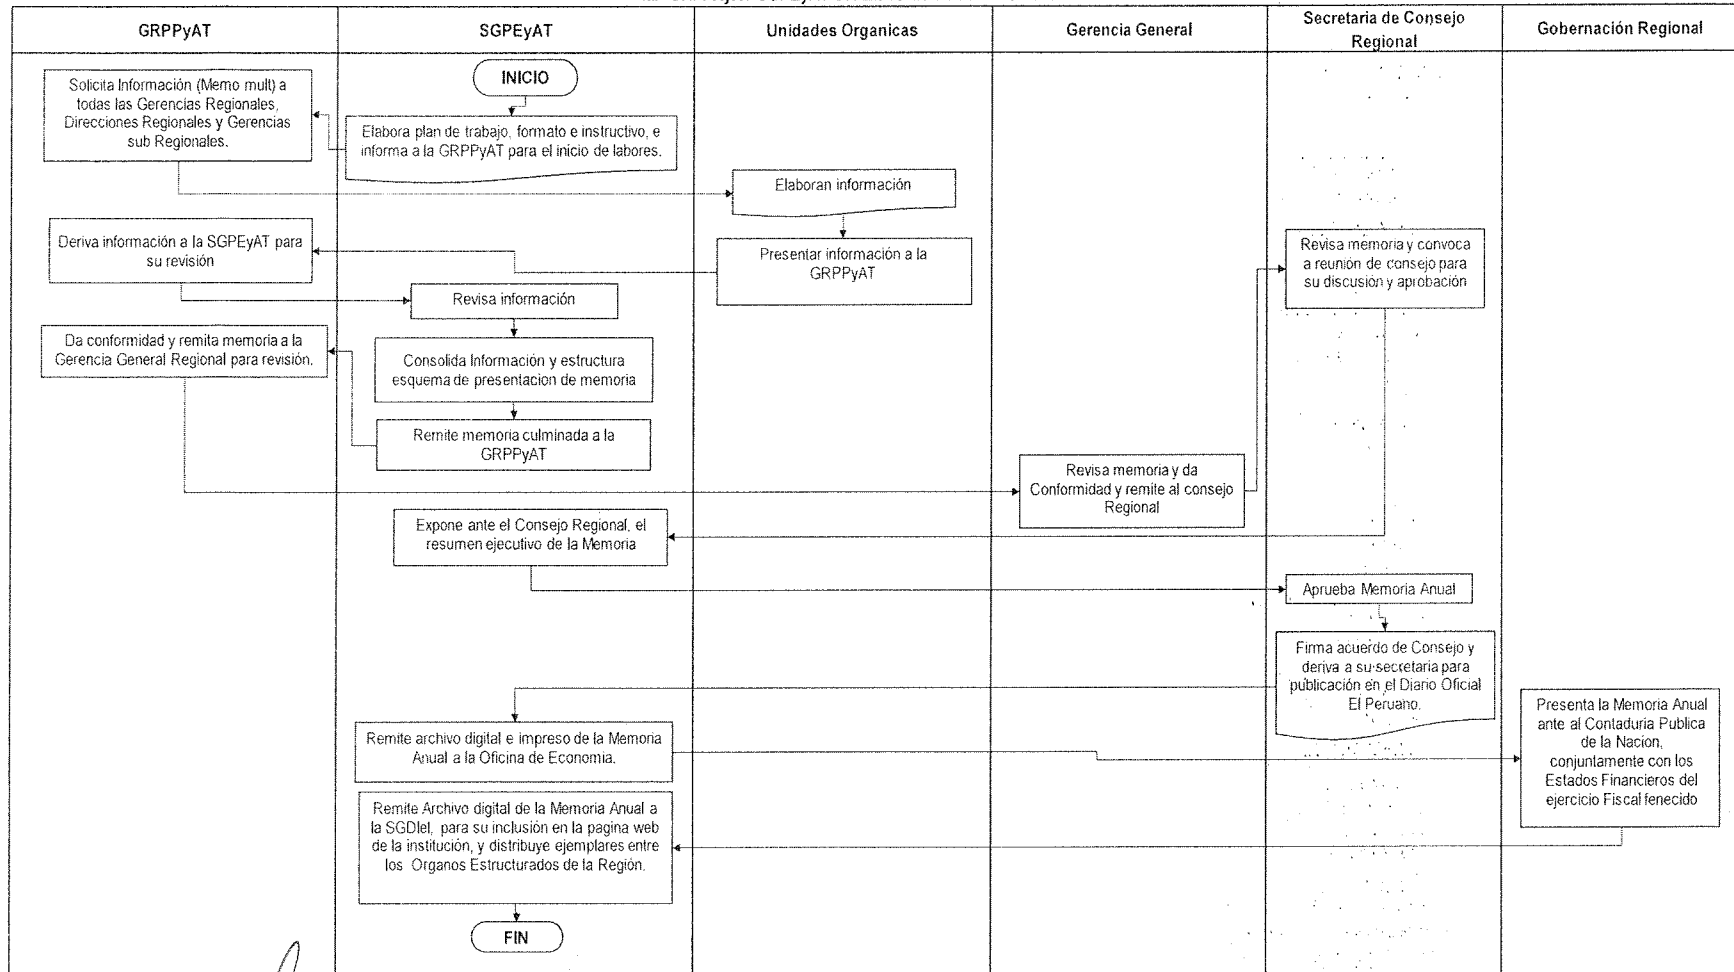 GRPPyAT
SGPEyAT
Unidades Organicas
Gerencia General
Secretaria de Consejo
Regional
Gobernación Regional
INICIO
Solicita Información (Memo mult) a
todas las Gerencias Regionales,
Direcciones Regionales y Gerencias
sub Regionales.
Elabora plan de trabajo, formato e instructivo, e
informa a la GRPPyAT para el inicio de labores.
Elaboran información
Deriva información a la SGPEyAT para
su revisión
Presentar información a la
GRPPyAT
Revisa memoria y convoca
a reunión de consejo para
su discusión y aprobación
Revisa información
Da conformidad y remita memoria a la
Gerencia General Regional para revisión.
Consolida Información y estructura
esquema de presentacion de memoria
Remite memoria culminada a la
GRPPyAT
Revisa memoria y da
Conformidad y remite al consejo
Regional
Expone ante el Consejo Regional, el
resumen ejecutivo de la Memoria
Aprueba Memoria Anual
Firma acuerdo de Consejo y
deriva a su secretaria para
publicación en el Diario Oficial
El Peruano.
Presenta la Memoria Anual
ante al Contaduria Publica
de la Nacion,
conjuntamente con los
Estados Financieros del
ejercicio Fiscal fenecido
Remite archivo digital e impreso de la Memoria
Anual a la Oficina de Economia.
Remite Archivo digital de la Memoria Anual a
la SGDIeI, para su inclusión en la pagina web
de la institución, y distribuye ejemplares entre
los Organos Estructurados de la Región.
FIN